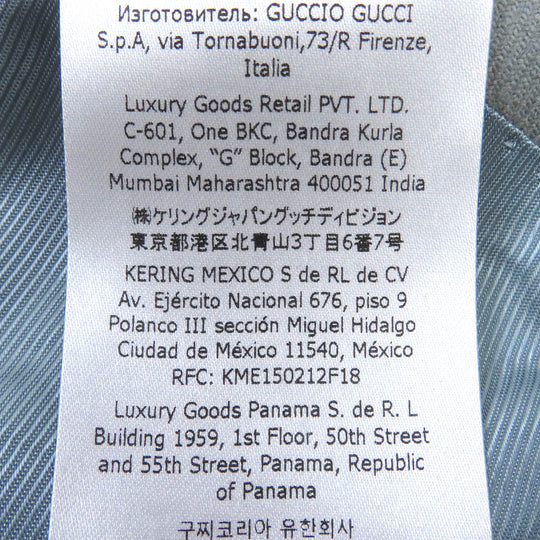 Изготовитель: GUCCIO GUCCI
S.p.A, via Tornabuoni,73/R Firenze,
Italia
Luxury Goods Retail PVT. LTD.
C-601, One BKC, Bandra Kurla
Complex, “G” Block, Bandra (E)
Mumbai Maharashtra 400051 India
㈱ケリングジャパングッチディビジョン
東京都港区北青山3丁目6番7号
KERING MEXICO S de RL de CV
Av. Ejército Nacional 676, piso 9
Polanco III sección Miguel Hidalgo
Ciudad de México 11540, México
RFC: KME150212F18
Luxury Goods Panama S. de R. L
Building 1959, 1st Floor, 50th Street
and 55th Street, Panama, Republic
of Panama
구찌코리아 유한회사